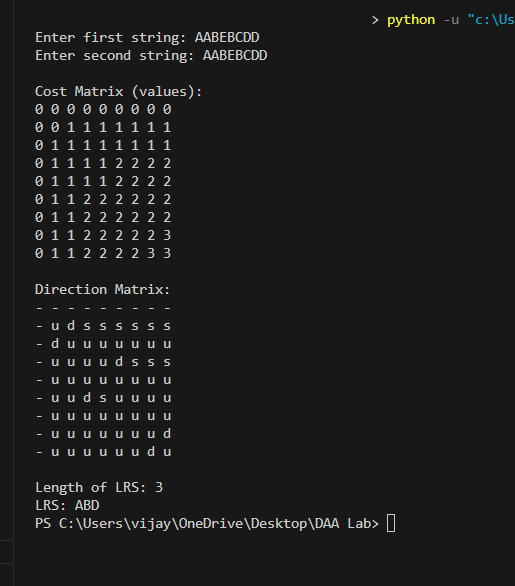 > python -u "c:\Us
Enter first string: AABEBCDD
Enter second string: AABEBCDD
Cost Matrix (values):
0 0 0 0 0 0 0 0 0
0 0 1 1 1 1 1 1 1
0 1 1 1 1 1 1 1 1
0 1 1 1 1 2 2 2 2
0 1 1 1 1 2 2 2 2
0 1 1 2 2 2 2 2 2
0 1 1 2 2 2 2 2 2
0 1 1 2 2 2 2 2 3
0 1 1 2 2 2 2 3 3
Direction Matrix:
- - - - - - - - -
- u d s s s s s s
- d u u u u u u u
- u u u u d s s s
- u u u u u u u u
- u u d s u u u u
- u u u u u u u u
- u u u u u u u d
- u u u u u u d u
Length of LRS: 3
LRS: ABD
PS C:\Users\vijay\OneDrive\Desktop\DAA Lab>